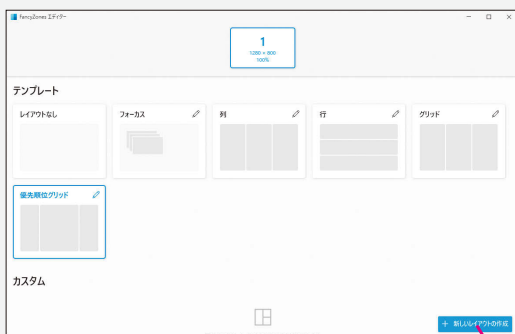 FancyZones エディター
1
1280 × 800
100%
テンプレート
レイアウトなし
フォーカス
列
行
グリッド
優先順位グリッド
カスタム
+ 新しいレイアウトの作成